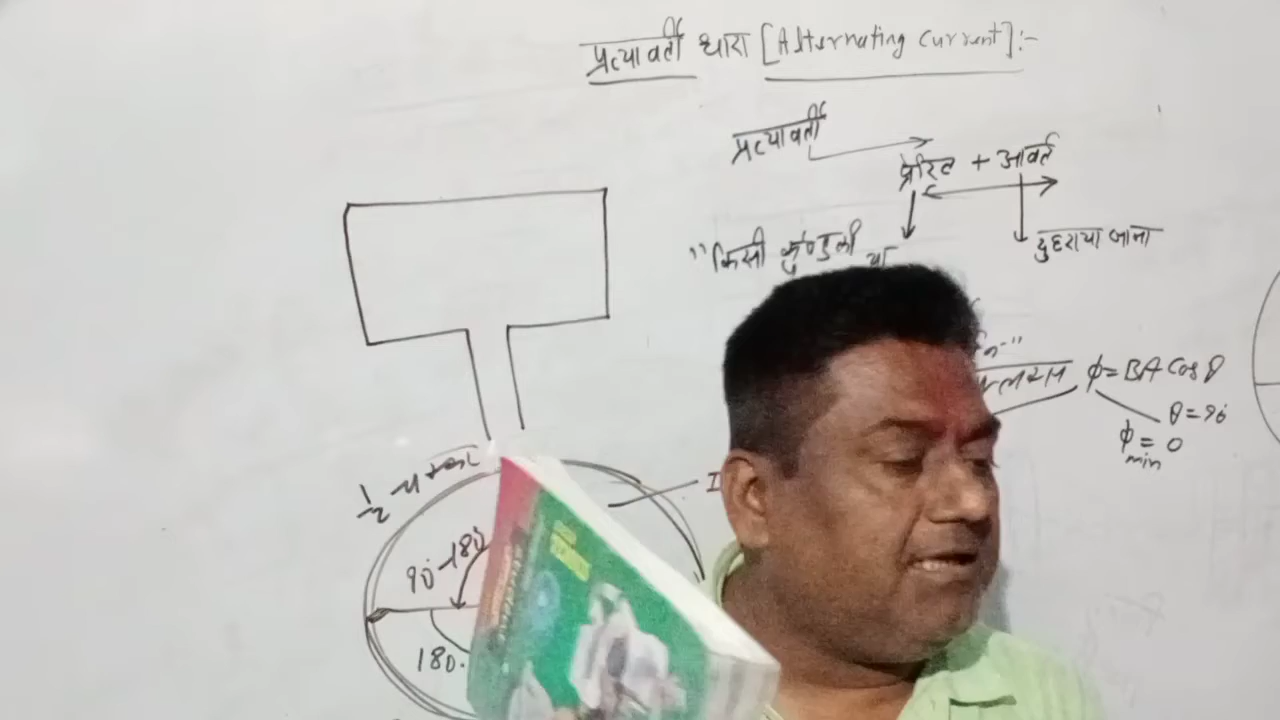 प्रत्यावर्ती धारा [Alternating Current]:-
प्रत्यावर्ती
प्रेरित + आवर्त
दुहराया जाना
"किसी कुण्डली या
ϕ = BA Cos θ
θ = 90°
ϕ min = 0
1/2 चक्कर
I
90°-180°
180.